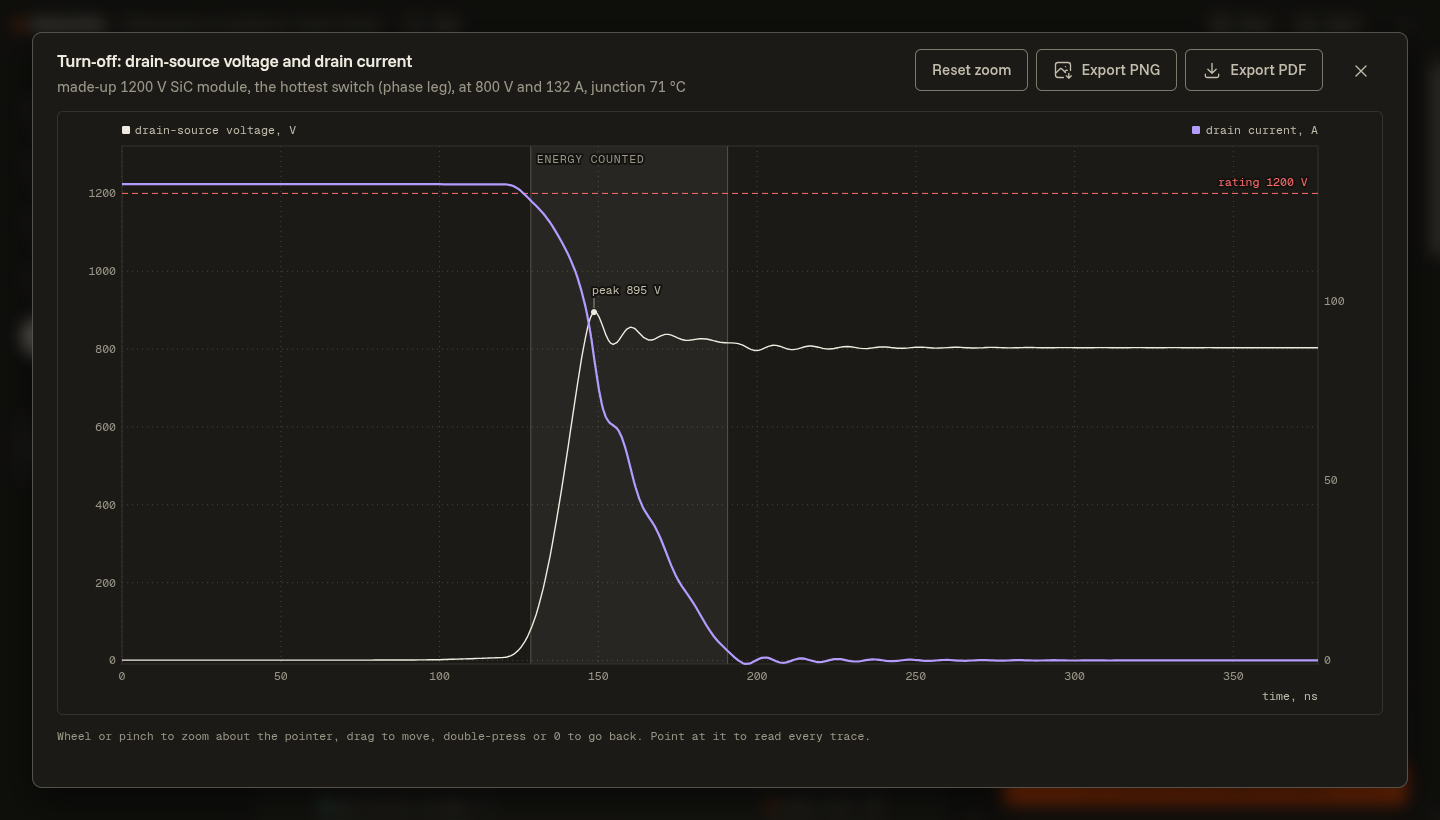 Turn-off: drain-source voltage and drain current
made-up 1200 V SiC module, the hottest switch (phase leg), at 800 V and 132 A, junction 71 °C
Reset zoom
Export PNG
Export PDF
drain-source voltage, V
drain current, A
ENERGY COUNTED
rating 1200 V
1200
1000
peak 895 V
100
800
600
50
400
200
0
0
0
50
100
150
200
250
300
350
time, ns
Wheel or pinch to zoom about the pointer, drag to move, double-press or 0 to go back. Point at it to read every trace.